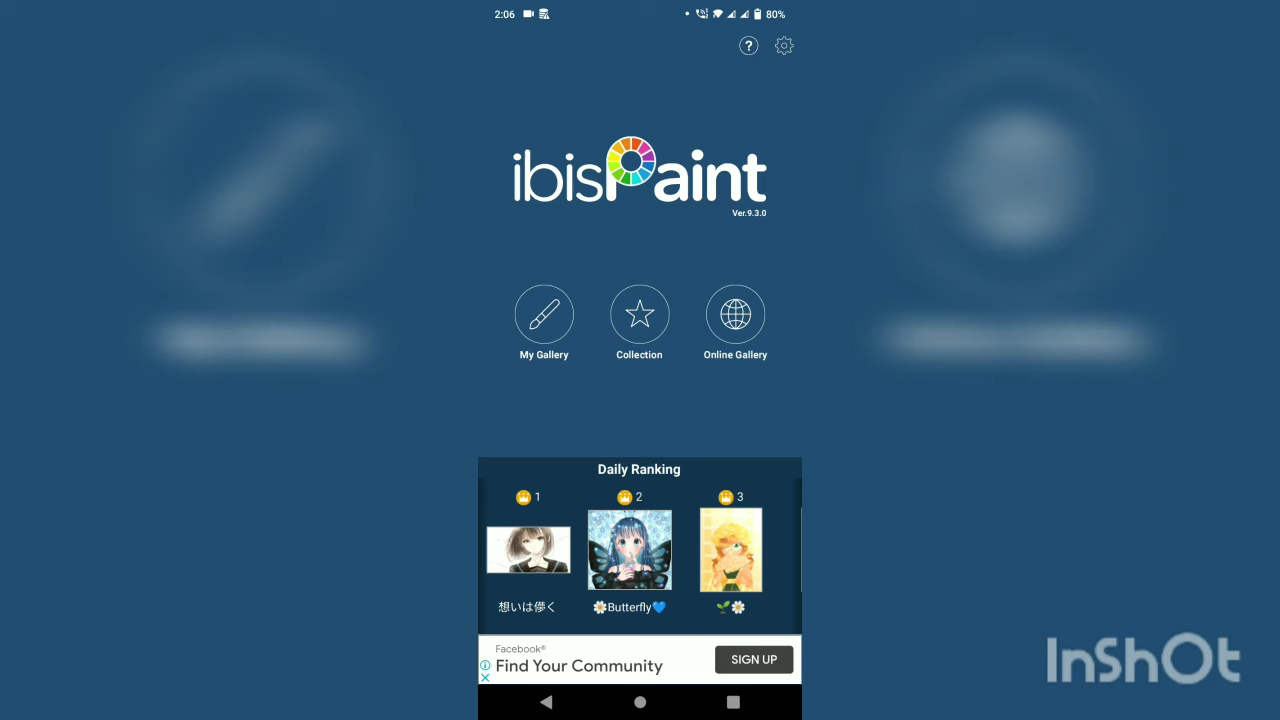 2:06
80%
?
ibisPaint
Ver.9.3.0
My Gallery
Collection
Online Gallery
Daily Ranking
1
2
3
想いは儚く
🌼Butterfly💙
🌱🌼
Facebook®
Find Your Community
SIGN UP
InShOt